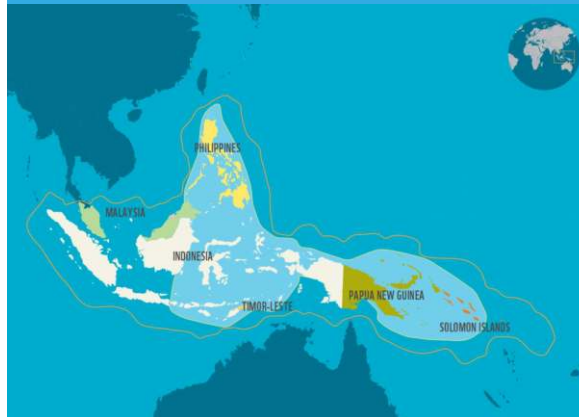 PHILIPPINES
MALAYSIA
INDONESIA
TIMOR-LESTE
PAPUA NEW GUINEA
SOLOMON ISLANDS